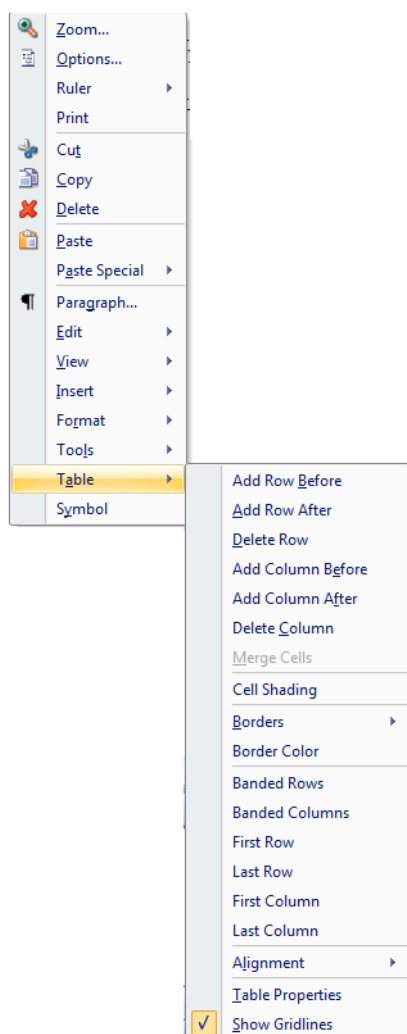 Zoom...
Options...
Ruler
Print
Cut
Copy
Delete
Paste
Paste Special
Paragraph...
Edit
View
Insert
Format
Tools
Table
Symbol
Add Row Before
Add Row After
Delete Row
Add Column Before
Add Column After
Delete Column
Merge Cells
Cell Shading
Borders
Border Color
Banded Rows
Banded Columns
First Row
Last Row
First Column
Last Column
Alignment
Table Properties
Show Gridlines